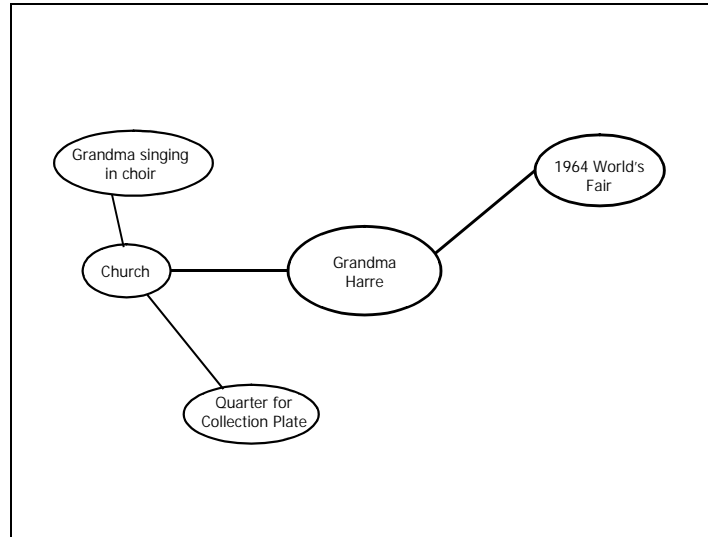 Grandma singing
in choir
1964 World's
Fair
Church
Grandma
Harre
Quarter for
Collection Plate